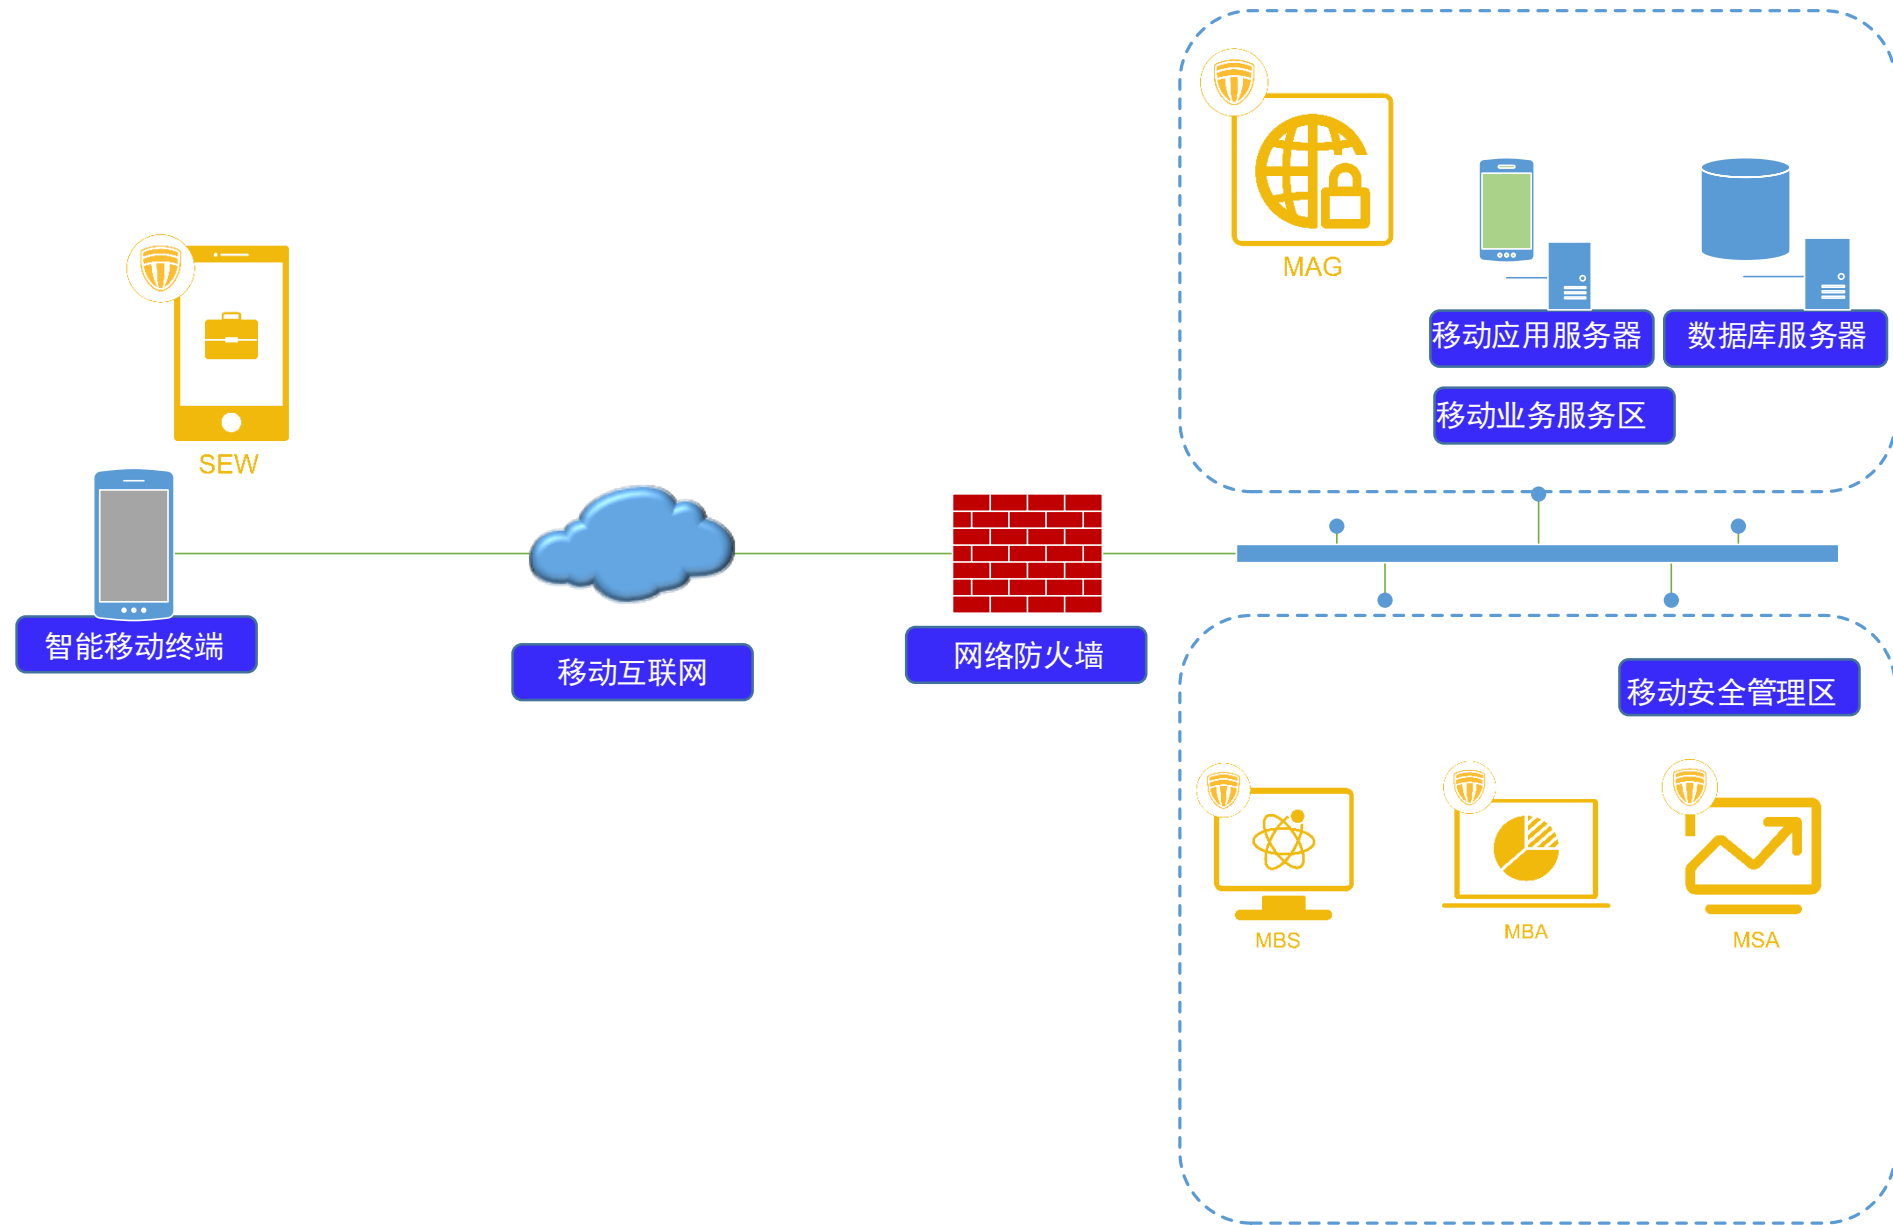 MAG
移动应用服务器
数据库服务器
移动业务服务区
SEW
智能移动终端
移动互联网
网络防火墙
移动安全管理区
MBS
MBA
MSA